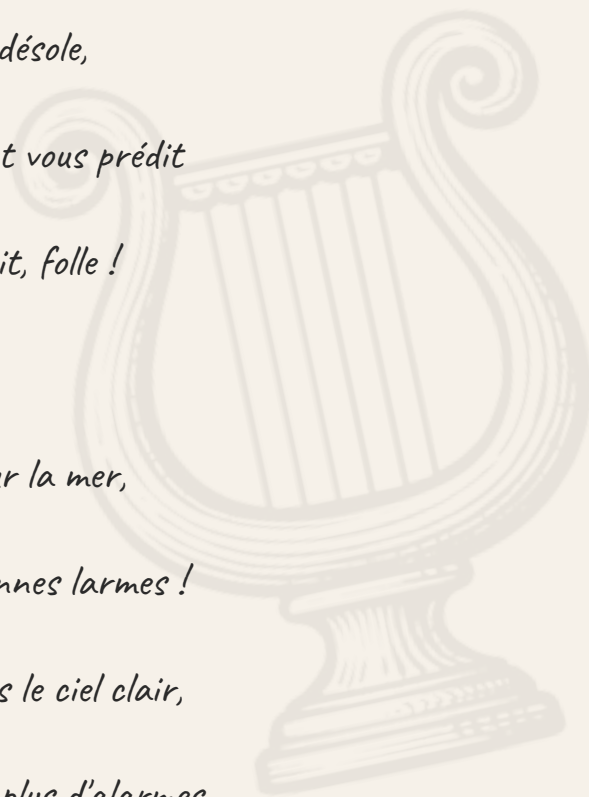 désole,
t vous prédit
it, folle !
r la mer,
nnes larmes !
s le ciel clair,
plus d'alarmes